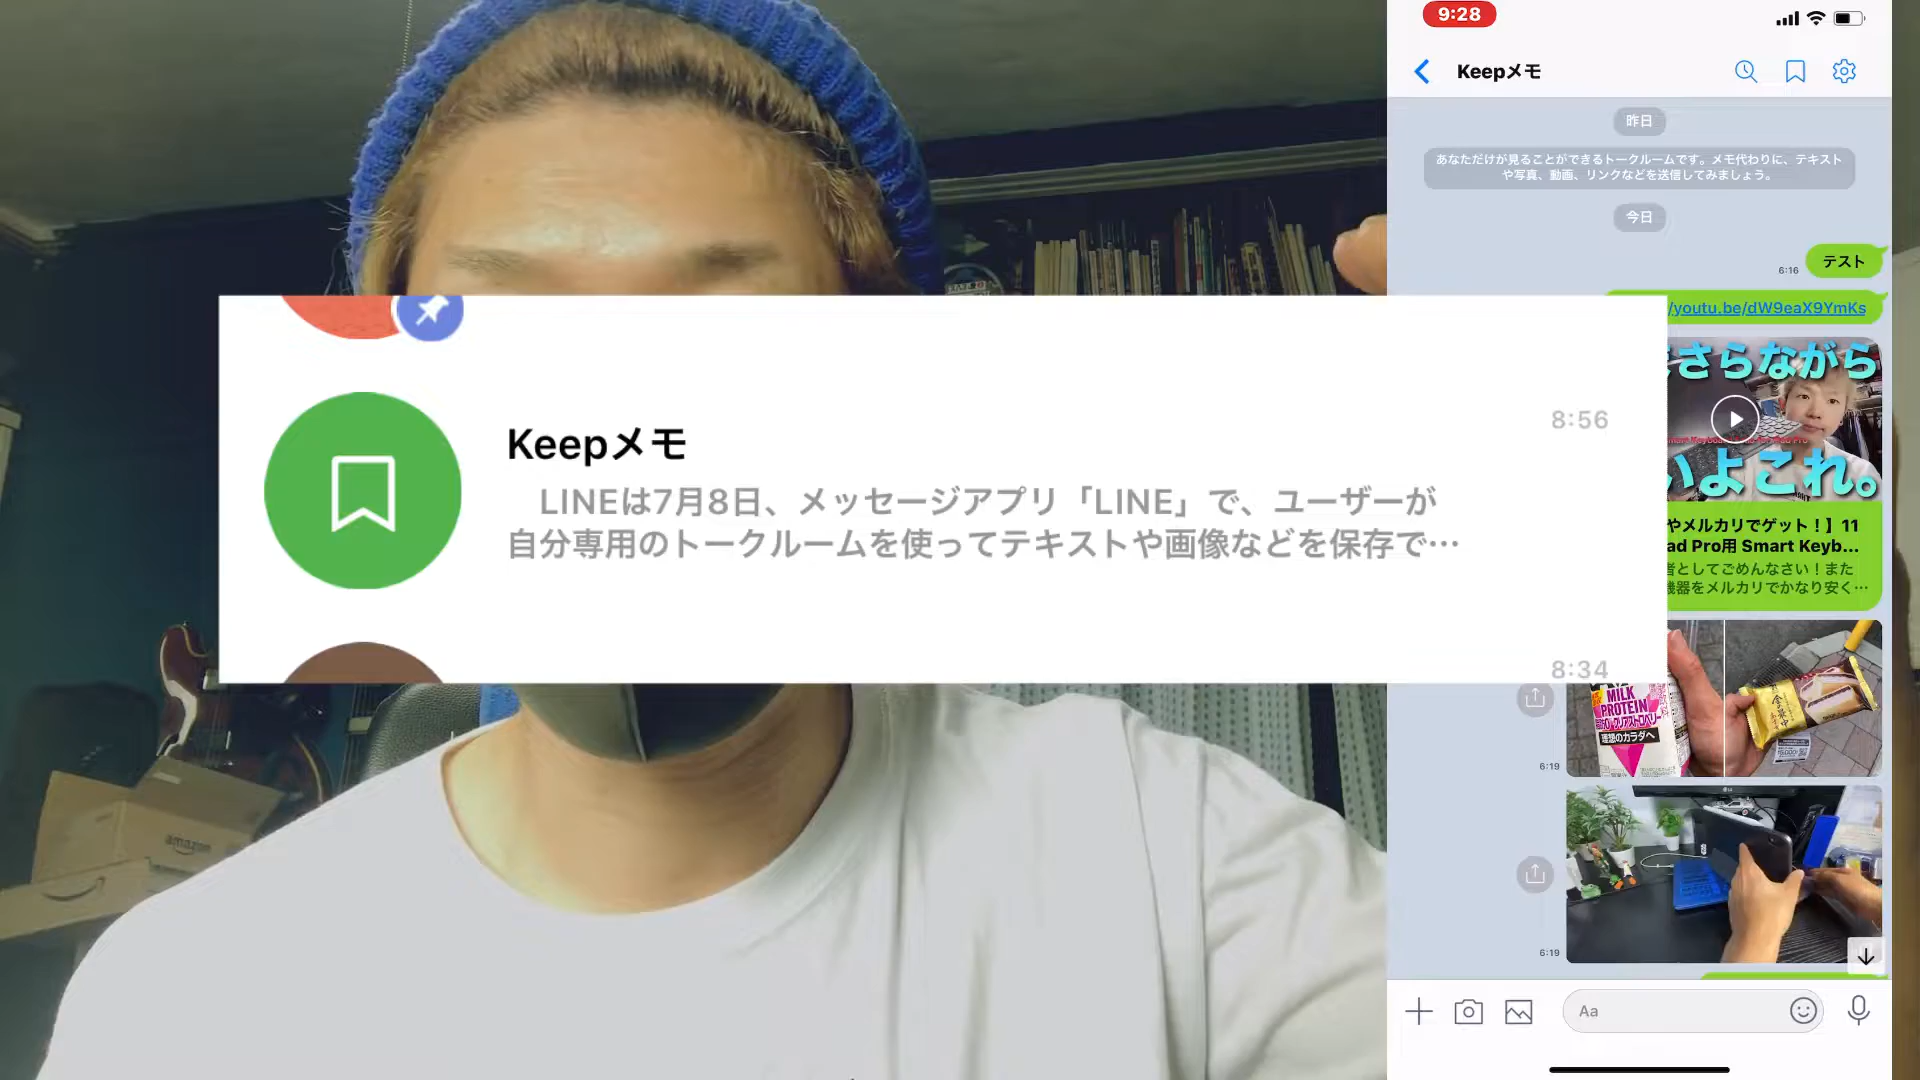 9:28
Keepメモ
昨日
あなただけが見ることができるトークルームです。メモ代わりに、テキスト
や写真、動画、リンクなどを送信してみましょう。
今日
テスト
6:16
/youtu.be/dW9eaX9YmKs
さらながら
いよこれ。
やメルカリでゲット！】11
ad Pro用 Smart Keyb...
者としてごめんなさい！また
機器をメルカリでかなり安く…
8:56
Keepメモ
LINEは7月8日、メッセージアプリ「LINE」で、ユーザーが
自分専用のトークルームを使ってテキストや画像などを保存で…
8:34
MILK
PROTEIN
理想のカラダへ
6:19
LG
6:19
Aa
amazon